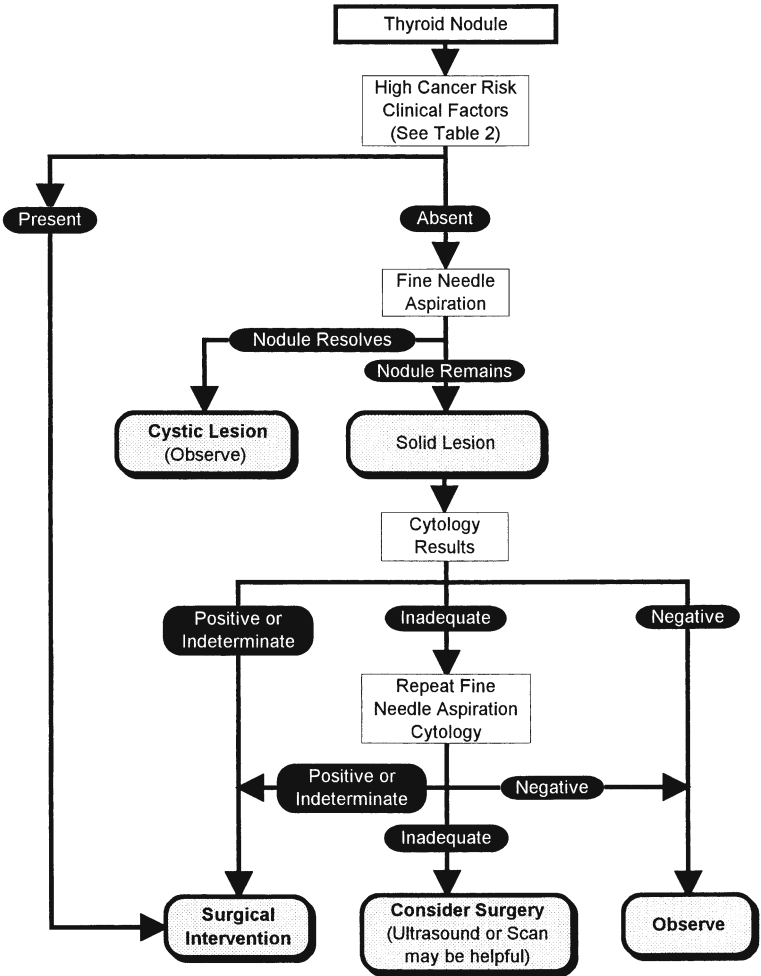 Thyroid Nodule
High Cancer Risk
Clinical Factors
(See Table 2)
Present
Absent
Fine Needle
Aspiration
Nodule Resolves
Nodule Remains
Cystic Lesion
(Observe)
Solid Lesion
Cytology
Results
Positive or
Indeterminate
Inadequate
Negative
Repeat Fine
Needle Aspiration
Cytology
Positive or
Indeterminate
Negative
Inadequate
Surgical
Intervention
Consider Surgery
(Ultrasound or Scan
may be helpful)
Observe